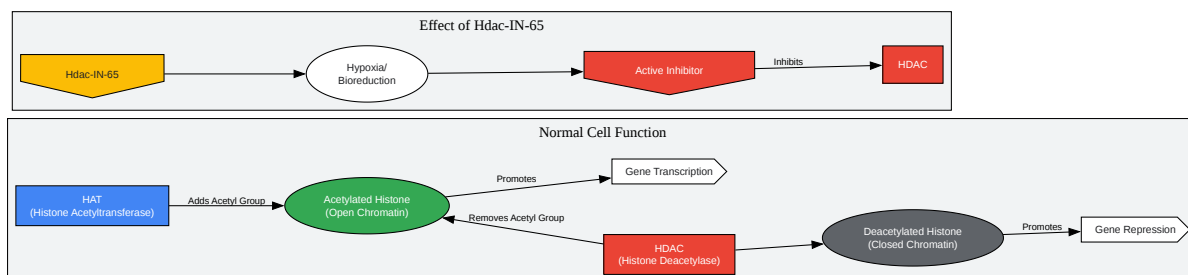 Effect of Hdac-IN-65
Hdac-IN-65
Hypoxia/
Bioreduction
Active Inhibitor
Inhibits
HDAC
Normal Cell Function
HAT
(Histone Acetyltransferase)
Adds Acetyl Group
Acetylated Histone
(Open Chromatin)
Promotes
Gene Transcription
Removes Acetyl Group
HDAC
(Histone Deacetylase)
Deacetylated Histone
(Closed Chromatin)
Promotes
Gene Repression